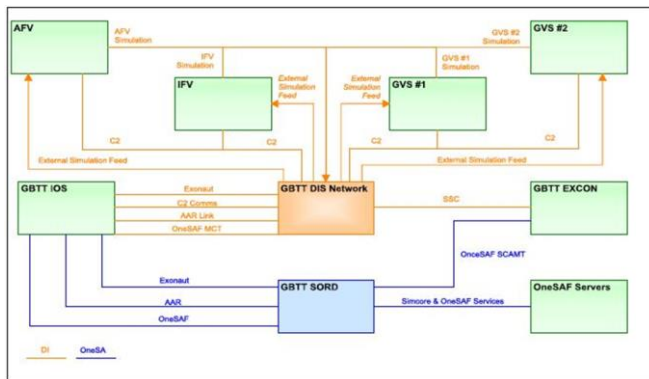 AFV
AFV
Simulation
GVS #2
Simulation
GVS #2
IFV
Simulation
GVS #1
Simulation
IFV
External
Simulation
Feed
External
Simulation
Feed
GVS #1
C2
C2
C2
C2
External Simulation Feed
External Simulation Feed
GBTT IOS
Exonaut
C2 Comms
AAR Link
OneSAF MCT
GBTT DIS Network
SSC
GBTT EXCON
OnceSAF SCAMT
Exonaut
AAR
OneSAF
GBTT SORD
Simcore & OneSAF Services
OneSAF Servers
DI
OneSA